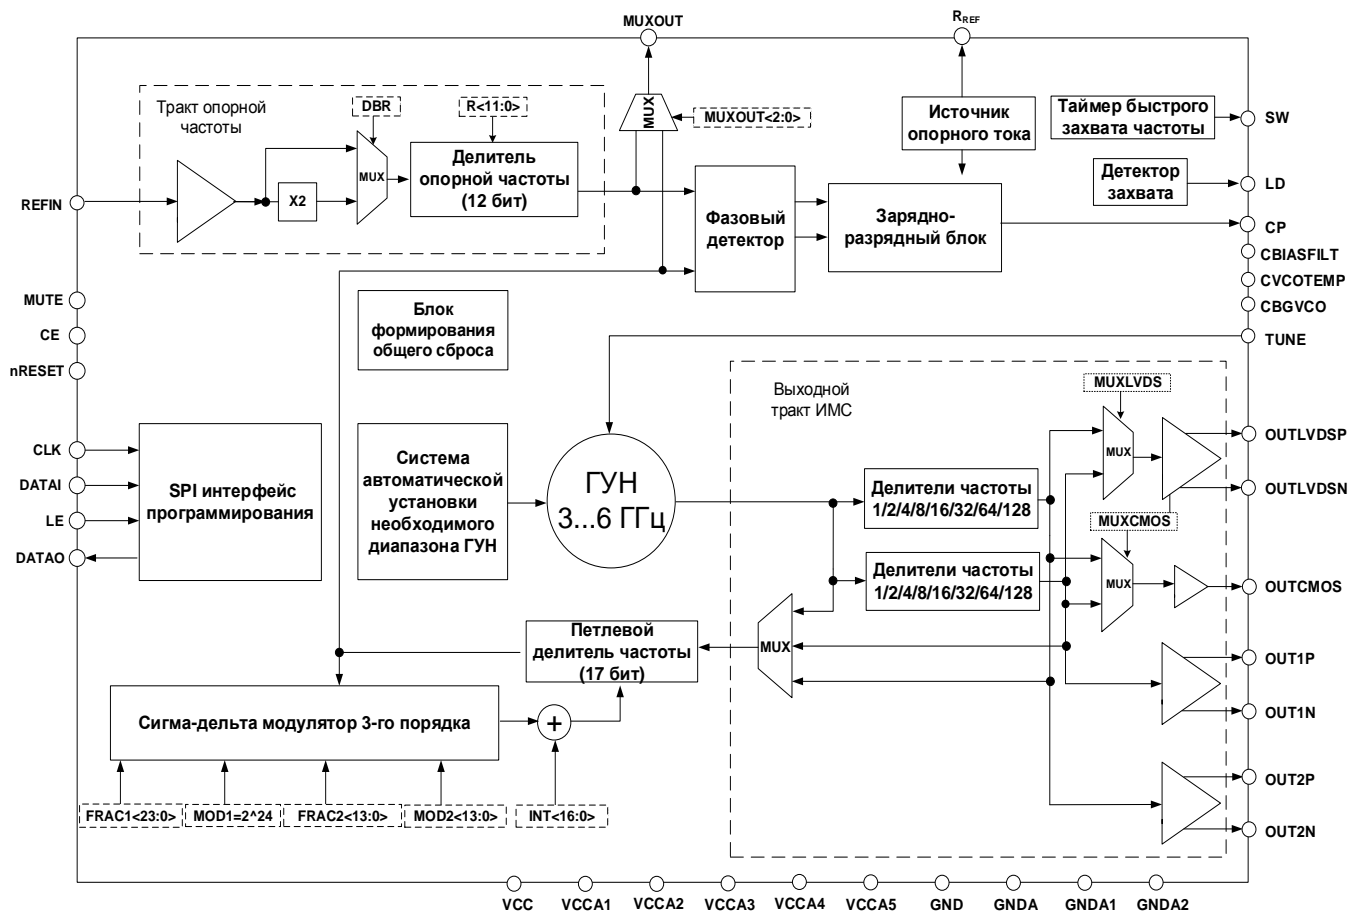 MUXOUT
RREF
Тракт опорной
частоты
DBR
R<11:0>
MUX
MUXOUT<2:0>
Источник
опорного тока
Таймер быстрого
захвата частоты
SW
REFIN
X2
MUX
Делитель
опорной частоты
(12 бит)
Фазовый
детектор
Зарядно-
разрядный блок
Детектор
захвата
LD
CP
CBIASFILT
CVCOTEMP
CBGVCO
TUNE
MUTE
CE
nRESET
Блок
формирования
общего сброса
Выходной
тракт ИМС
MUXLVDS
MUX
OUTLVDSP
OUTLVDSN
CLK
DATAI
LE
DATAO
SPI интерфейс
программирования
Система
автоматической
установки
необходимого
диапазона ГУН
ГУН
3...6 ГГц
Делители частоты
1/2/4/8/16/32/64/128
Делители частоты
1/2/4/8/16/32/64/128
MUXCMOS
MUX
OUTCMOS
Петлевой
делитель частоты
(17 бит)
MUX
OUT1P
OUT1N
Сигма-дельта модулятор 3-го порядка
+
OUT2P
OUT2N
FRAC1<23:0>
MOD1=2^24
FRAC2<13:0>
MOD2<13:0>
INT<16:0>
VCC
VCCA1
VCCA2
VCCA3
VCCA4
VCCA5
GND
GNDA
GNDA1
GNDA2